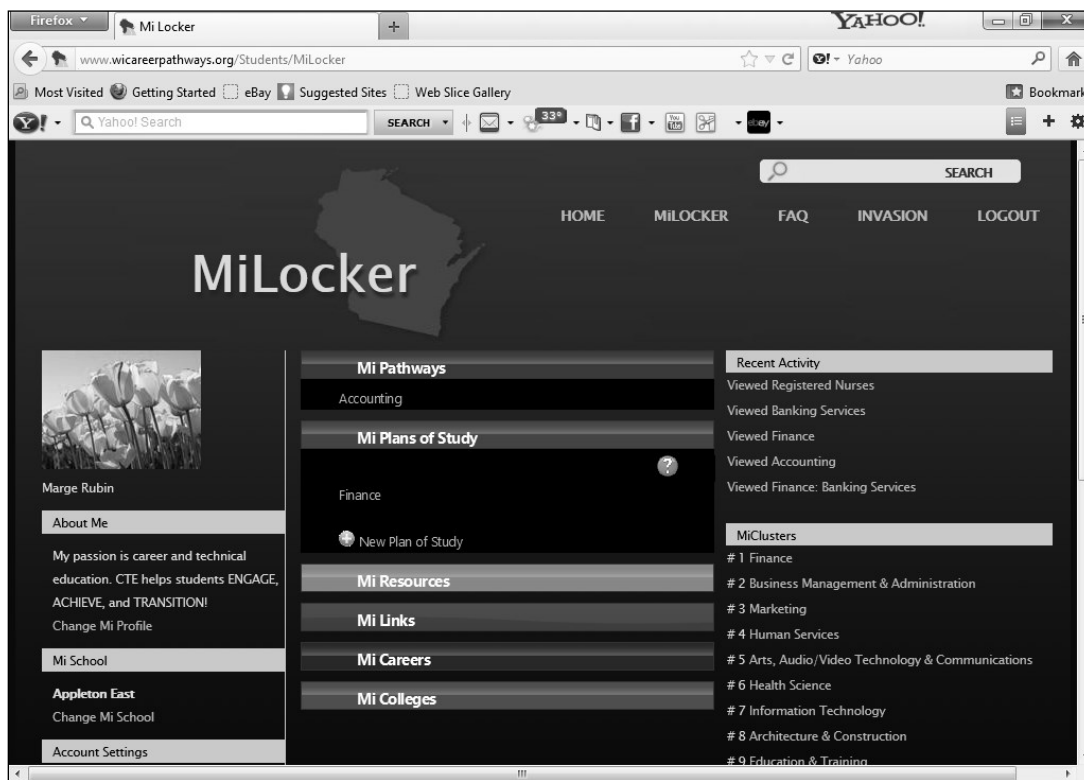 Firefox
Mi Locker
YAHOO!
www.wicareerpathways.org/Students/MiLocker
Yahoo
Most Visited Getting Started eBay Suggested Sites Web Slice Gallery
Bookmark
Y! Yahoo! Search SEARCH 33° f You Tube ebay
SEARCH
HOME MiLOCKER FAQ INVASION LOGOUT
MiLocker
Marge Rubin
About Me
My passion is career and technical
education. CTE helps students ENGAGE,
ACHIEVE, and TRANSITION!
Change Mi Profile
Mi School
Appleton East
Change Mi School
Account Settings
Mi Pathways
Accounting
Mi Plans of Study
?
Finance
New Plan of Study
Mi Resources
Mi Links
Mi Careers
Mi Colleges
Recent Activity
Viewed Registered Nurses
Viewed Banking Services
Viewed Finance
Viewed Accounting
Viewed Finance: Banking Services
MiClusters
# 1 Finance
# 2 Business Management & Administration
# 3 Marketing
# 4 Human Services
# 5 Arts, Audio/Video Technology & Communications
# 6 Health Science
# 7 Information Technology
# 8 Architecture & Construction
# 9 Education & Training